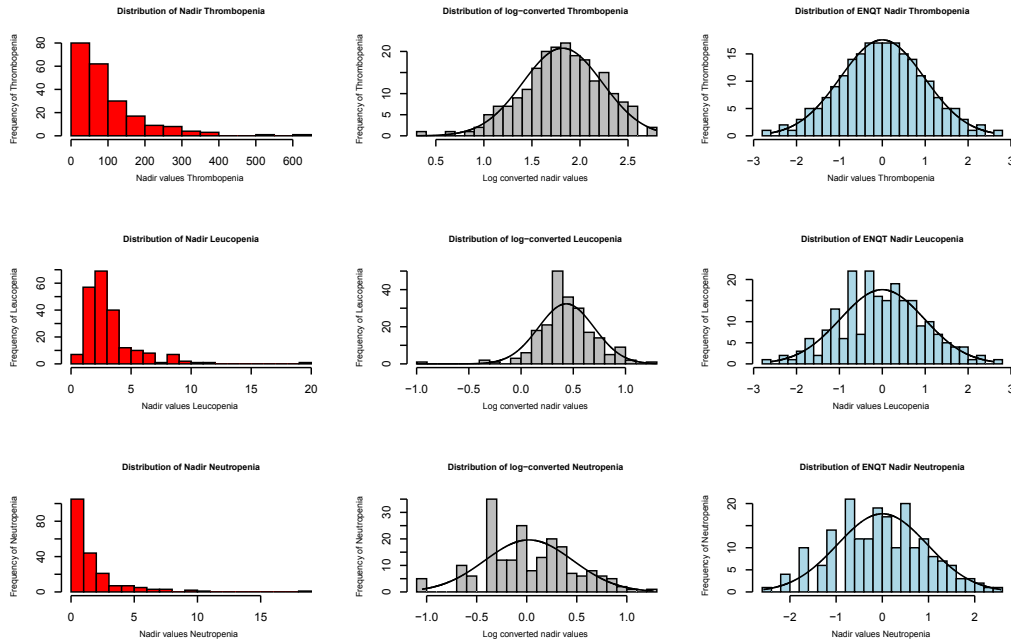 Distribution of Nadir Thrombopenia
Frequency of Thrombopenia
0 20 40 60 80
0 100 200 300 400 500 600
Nadir values Thrombopenia
Distribution of log−converted Thrombopenia
Frequency of Thrombopenia
0 5 10 20
0.5 1.0 1.5 2.0 2.5
Log converted nadir values
Distribution of ENQT Nadir Thrombopenia
Frequency of Thrombopenia
0 5 10 15
−3 −2 −1 0 1 2 3
Nadir values Thrombopenia
Distribution of Nadir Leucopenia
Frequency of Leucopenia
0 20 40 60
0 5 10 15 20
Nadir values Leucopenia
Distribution of log−converted Leucopenia
Frequency of Leucopenia
0 10 30 50
−1.0 −0.5 0.0 0.5 1.0
Log converted nadir values
Distribution of ENQT Nadir Leucopenia
Frequency of Leucopenia
0 5 10 20
−3 −2 −1 0 1 2 3
Nadir values Leucopenia
Distribution of Nadir Neutropenia
Frequency of Neutropenia
0 20 40 80
0 5 10 15
Nadir values Neutropenia
Distribution of log−converted Neutropenia
Frequency of Neutropenia
0 10 20 30
−1.0 −0.5 0.0 0.5 1.0
Log converted nadir values
Distribution of ENQT Nadir Neutropenia
Frequency of Neutropenia
0 5 10 20
−2 −1 0 1 2
Nadir values Neutropenia